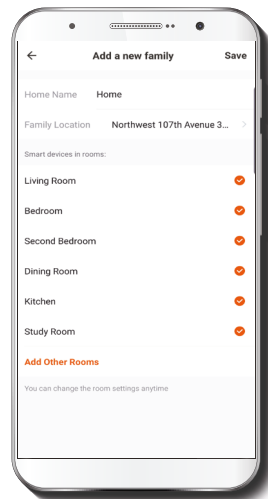 Add a new family Save
Home Name Home
Family Location Northwest 107th Avenue 3...
Smart devices in rooms:
Living Room
Bedroom
Second Bedroom
Dining Room
Kitchen
Study Room
Add Other Rooms
You can change the room settings anytime